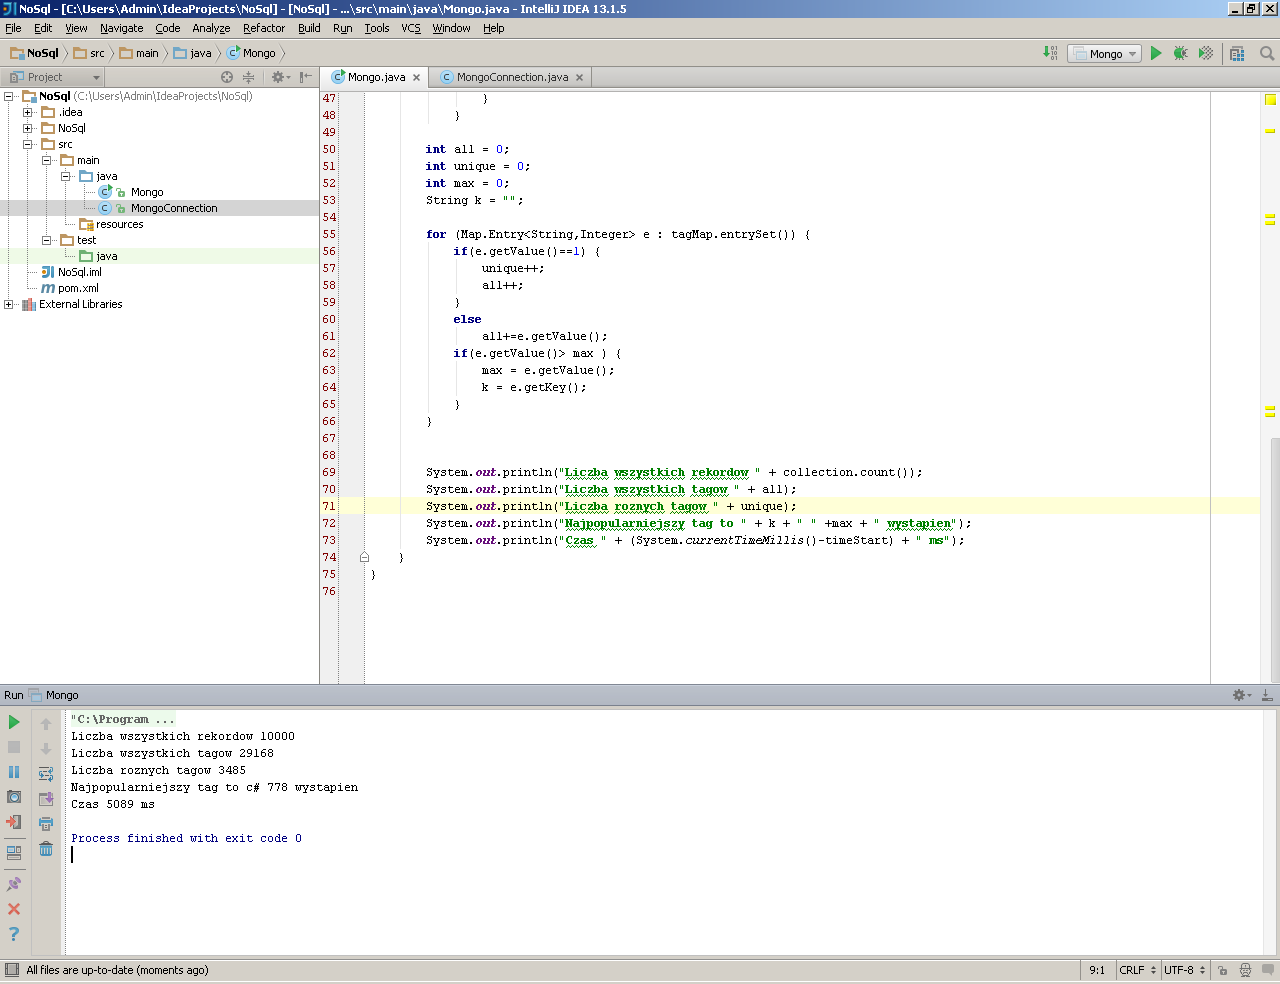 NoSql - [C:\Users\Admin\IdeaProjects\NoSql] - [NoSql] - ...\src\main\java\Mongo.java - IntelliJ IDEA 13.1.5
File Edit View Navigate Code Analyze Refactor Build Run Tools VCS Window Help
NoSql src main java Mongo Mongo
Project Mongo.java MongoConnection.java
NoSql (C:\Users\Admin\IdeaProjects\NoSql)
.idea
NoSql
src
main
java
Mongo
MongoConnection
resources
test
java
NoSql.iml
pom.xml
External Libraries
47 }
48 }
49
50 int all = 0;
51 int unique = 0;
52 int max = 0;
53 String k = "";
54
55 for (Map.Entry<String,Integer> e : tagMap.entrySet()) {
56 if(e.getValue()==1) {
57 unique++;
58 all++;
59 }
60 else
61 all+=e.getValue();
62 if(e.getValue()> max ) {
63 max = e.getValue();
64 k = e.getKey();
65 }
66 }
67
68
69 System.out.println("Liczba wszystkich rekordow " + collection.count());
70 System.out.println("Liczba wszystkich tagow " + all);
71 System.out.println("Liczba roznych tagow " + unique);
72 System.out.println("Najpopularniejszy tag to " + k + " " +max + " wystapien");
73 System.out.println("Czas " + (System.currentTimeMillis()-timeStart) + " ms");
74 }
75 }
76
Run Mongo
"C:\Program ...
Liczba wszystkich rekordow 10000
Liczba wszystkich tagow 29168
Liczba roznych tagow 3485
Najpopularniejszy tag to c# 778 wystapien
Czas 5089 ms
Process finished with exit code 0
All files are up-to-date (moments ago) 9:1 CRLF UTF-8